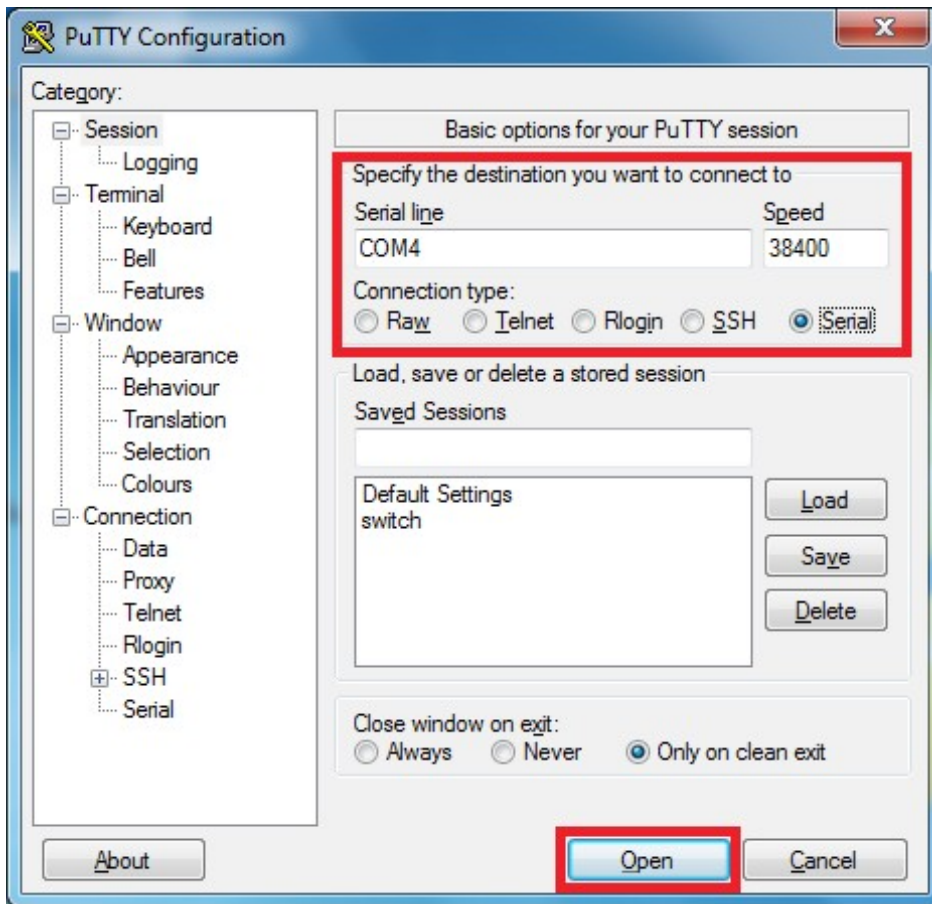 PuTTY Configuration
Category:
Session
Logging
Terminal
Keyboard
Bell
Features
Window
Appearance
Behaviour
Translation
Selection
Colours
Connection
Data
Proxy
Telnet
Rlogin
SSH
Serial
Basic options for your PuTTY session
Specify the destination you want to connect to
Serial line Speed
COM4 38400
Connection type:
Raw Telnet Rlogin SSH Serial
Load, save or delete a stored session
Saved Sessions
Default Settings
switch
Load
Save
Delete
Close window on exit:
Always Never Only on clean exit
About Open Cancel